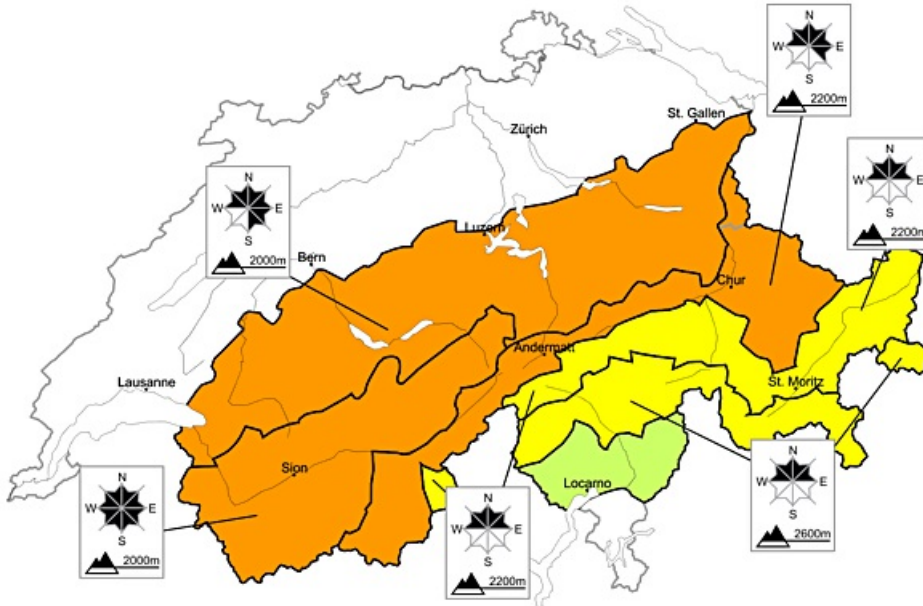 N
W E
S
2200m
St. Gallen
Zürich
N
W E
S
2200m
N
W E
S
2000m
Luzern
Bern
Chur
Andermatt
Lausanne
St. Moritz
Sion
Locarno
N
W E
S
2600m
N
W E
S
2000m
N
W E
S
2200m